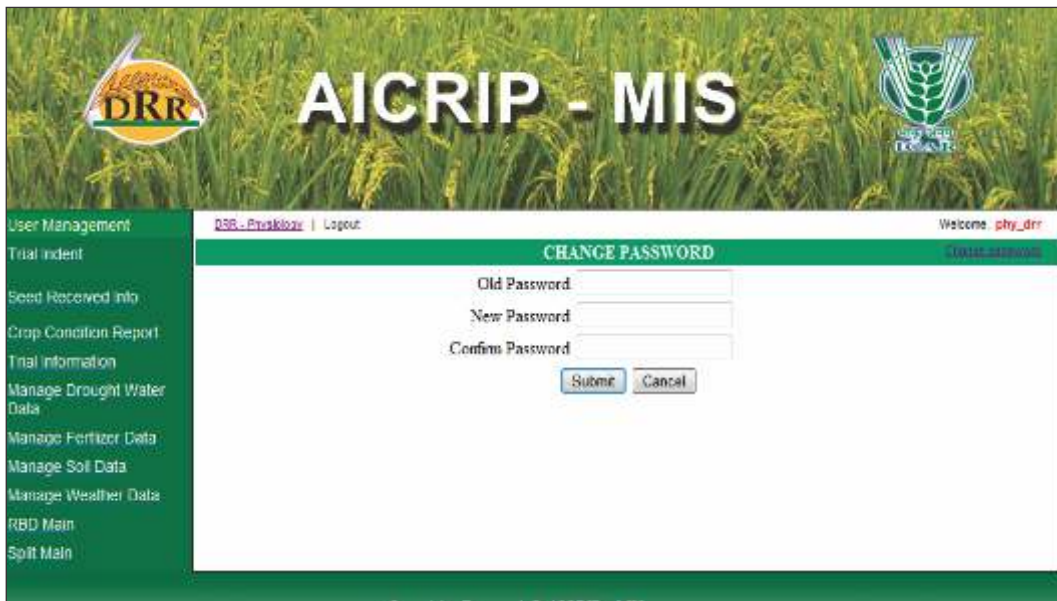 DRR
AICRIP - MIS
User Management
DRR - Physiology | Logout
Welcome, phy_drr
Trial Indent
CHANGE PASSWORD
Change password
Seed Received Info
Crop Condition Report
Trial Information
Manage Drought Water
Data
Manage Fertlizer Data
Manage Soil Data
Manage Weather Data
RBD Main
Split Main
Old Password
New Password
Confirm Password
Submit Cancel